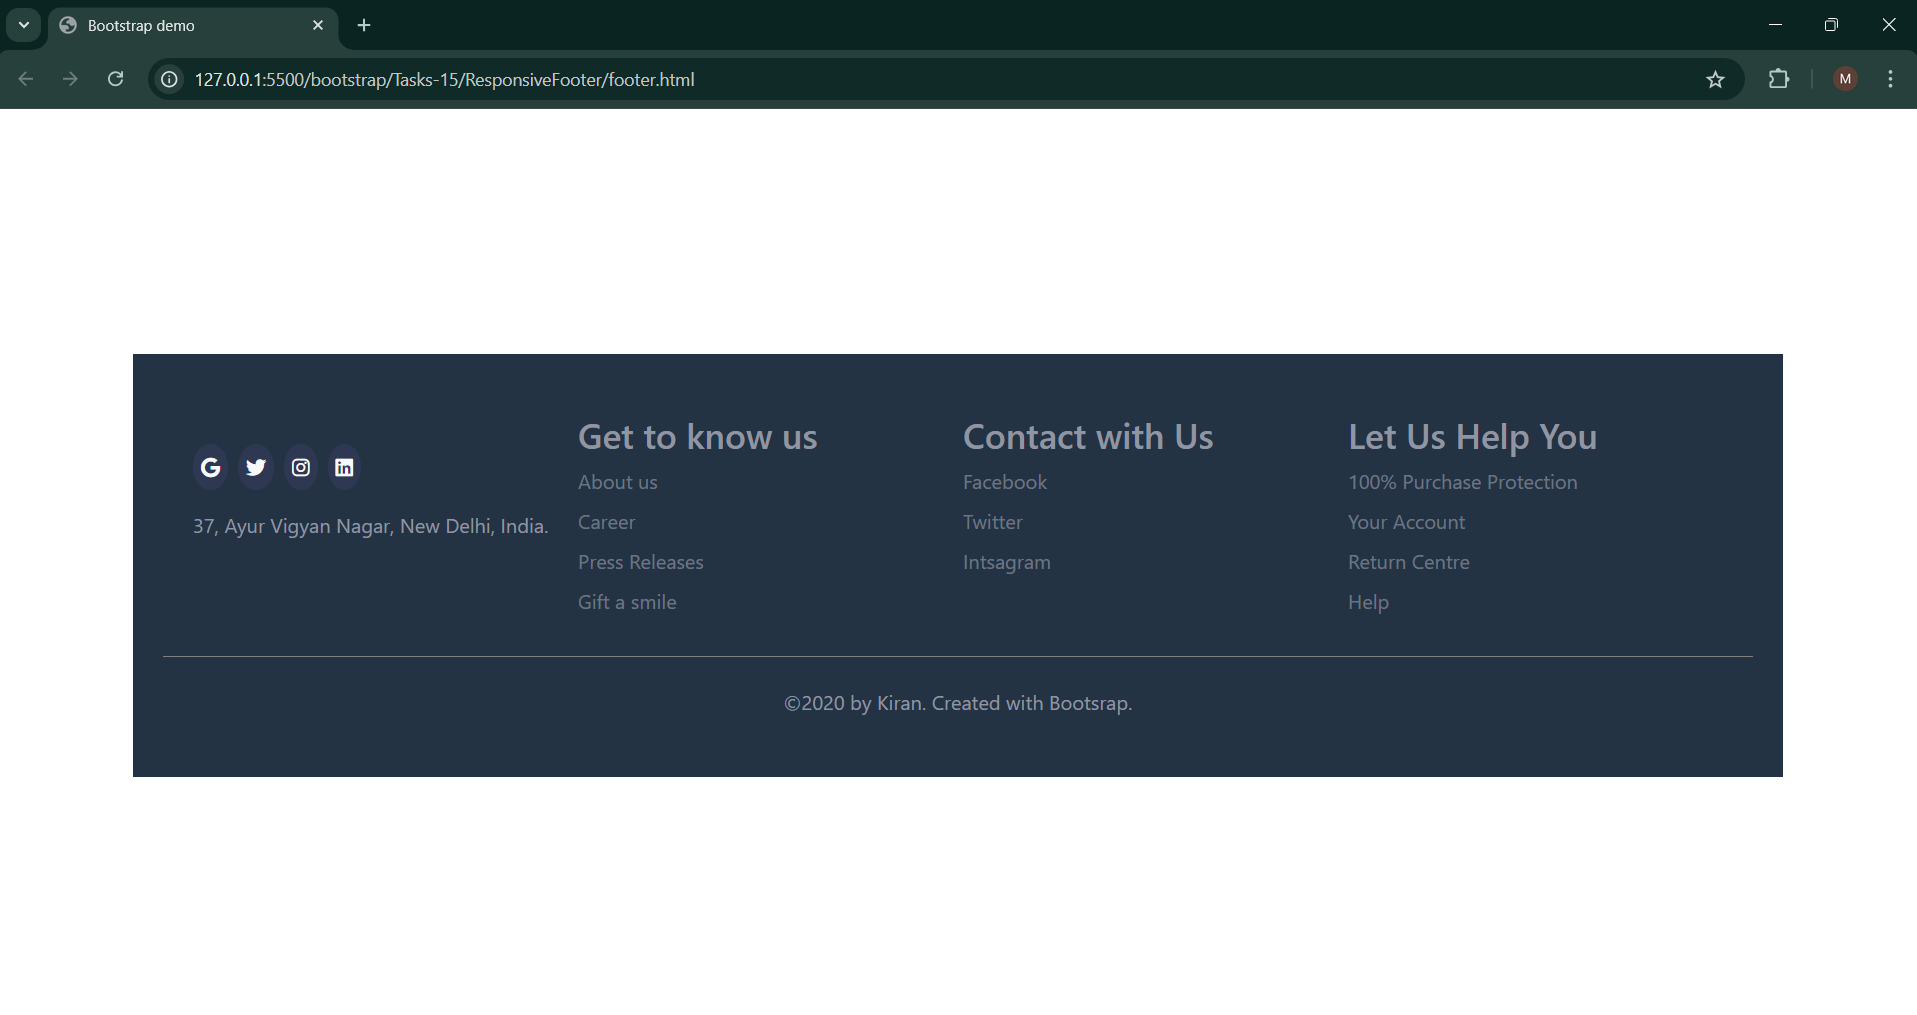 Bootstrap demo
127.0.0.1:5500/bootstrap/Tasks-15/ResponsiveFooter/footer.html
M
G
in
37, Ayur Vigyan Nagar, New Delhi, India.
Get to know us
About us
Career
Press Releases
Gift a smile
Contact with Us
Facebook
Twitter
Intsagram
Let Us Help You
100% Purchase Protection
Your Account
Return Centre
Help
©2020 by Kiran. Created with Bootsrap.